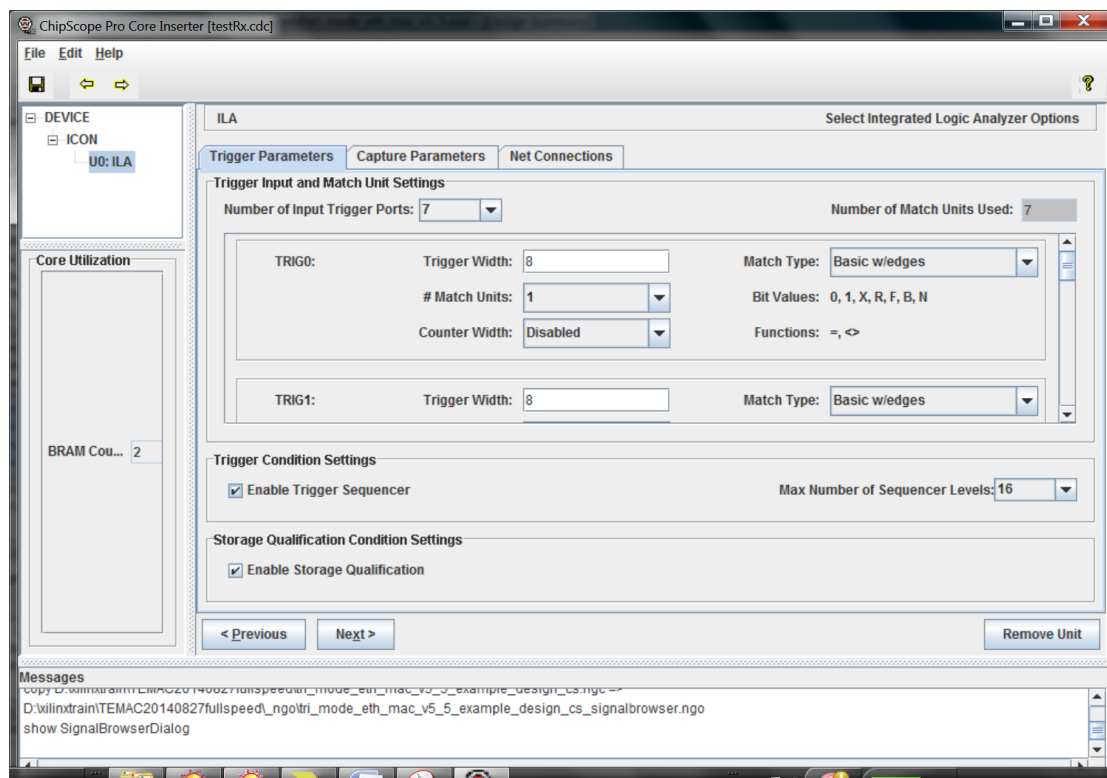 ChipScope Pro Core Inserter [testRx.cdc]
File Edit Help
DEVICE
ICON
U0: ILA
ILA Select Integrated Logic Analyzer Options
Trigger Parameters Capture Parameters Net Connections
Trigger Input and Match Unit Settings
Number of Input Trigger Ports: 7 Number of Match Units Used: 7
TRIG0: Trigger Width: 8 Match Type: Basic w/edges
# Match Units: 1 Bit Values: 0, 1, X, R, F, B, N
Counter Width: Disabled Functions: =, <>
TRIG1: Trigger Width: 8 Match Type: Basic w/edges
Core Utilization
BRAM Cou... 2
Trigger Condition Settings
Enable Trigger Sequencer Max Number of Sequencer Levels: 16
Storage Qualification Condition Settings
Enable Storage Qualification
< Previous Next > Remove Unit
Messages
copy D:\xilinxtrain\TEMAC20140827fullspeed\tri_mode_eth_mac_v5_5_example_design_cs.ngc =>
D:\xilinxtrain\TEMAC20140827fullspeed\_ngo\tri_mode_eth_mac_v5_5_example_design_cs_signalbrowser.ngo
show SignalBrowserDialog